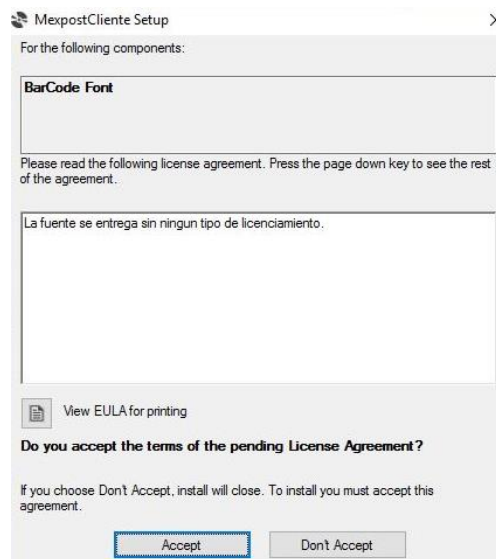 MexpostCliente Setup
For the following components:
BarCode Font
Please read the following license agreement. Press the page down key to see the rest
of the agreement.
La fuente se entrega sin ningun tipo de licenciamiento.
View EULA for printing
Do you accept the terms of the pending License Agreement?
If you choose Don't Accept, install will close. To install you must accept this
agreement.
Accept
Don't Accept